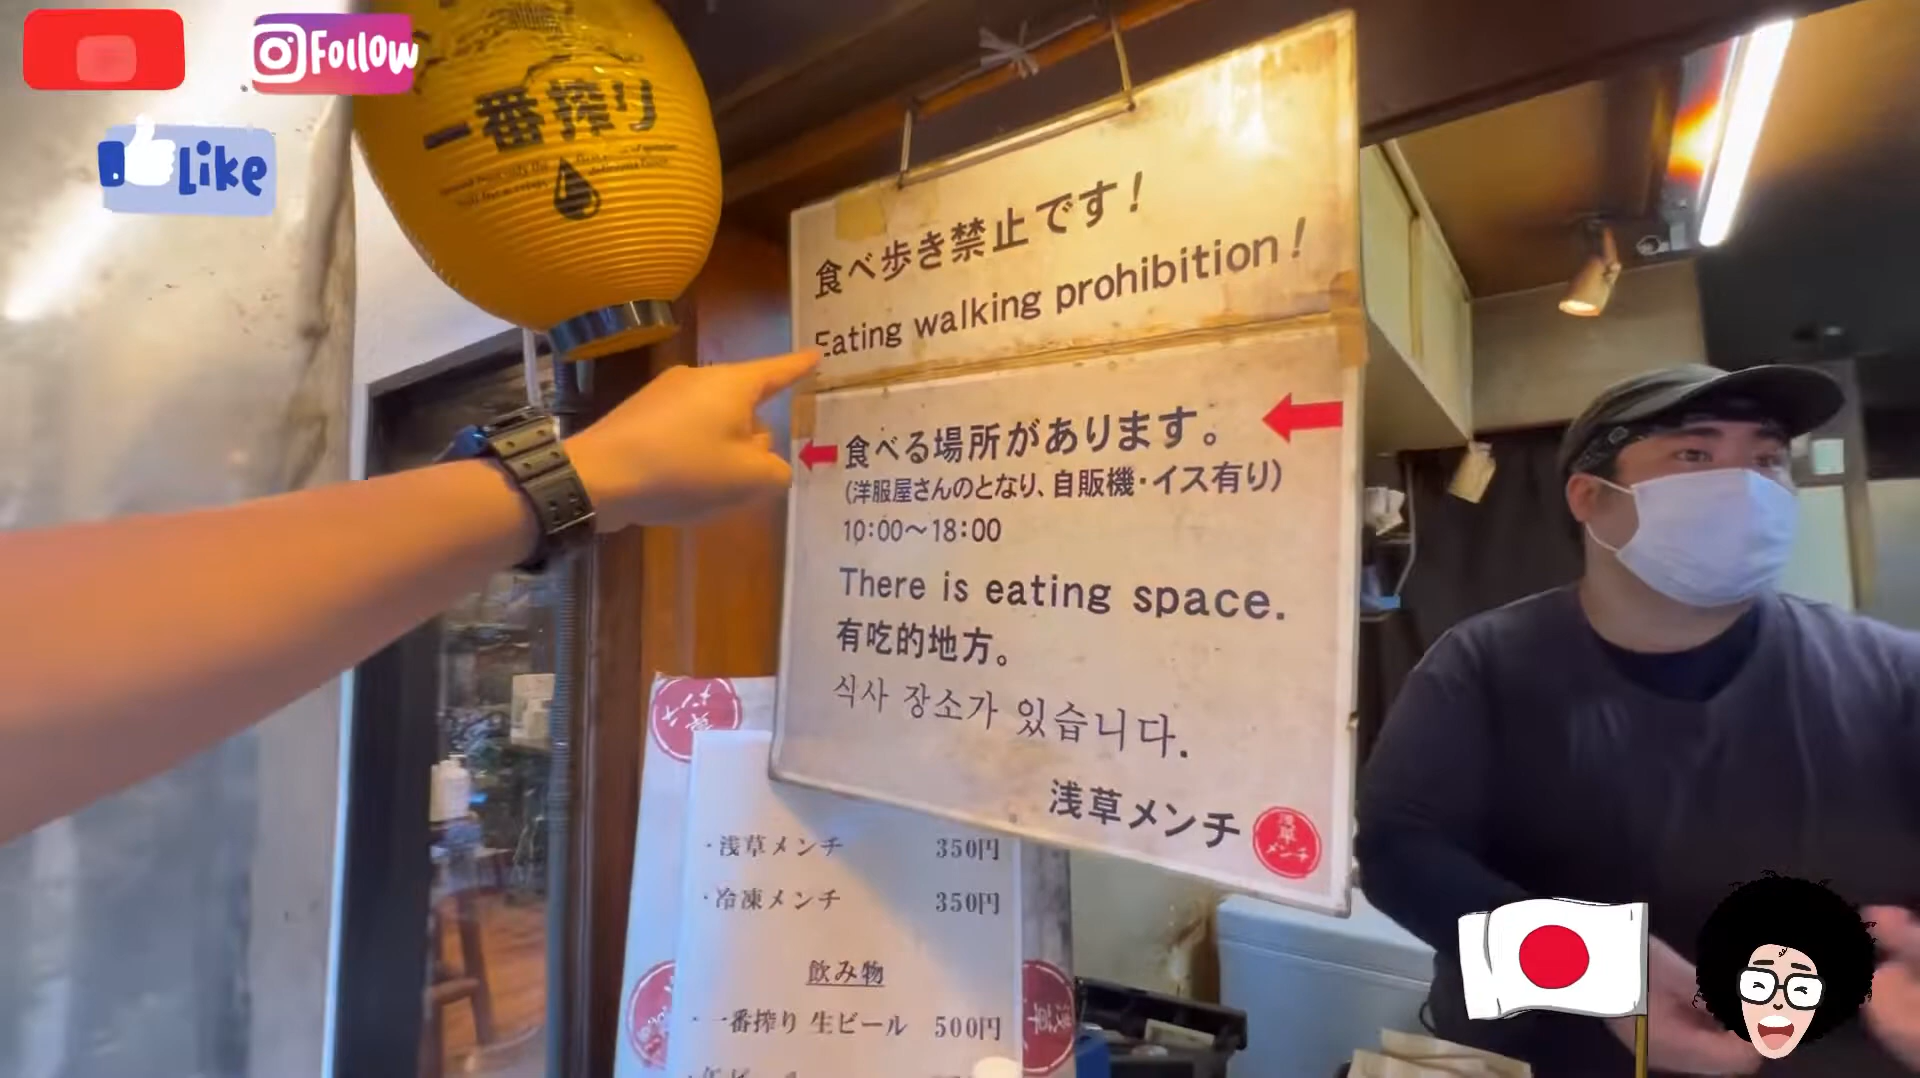 Follow
Like
一番搾り
食べ歩き禁止です！
Eating walking prohibition!
食べる場所があります。
(洋服屋さんのとなり、自販機・イス有り)
10:00〜18:00
There is eating space.
有吃的地方。
식사 장소가 있습니다.
浅草メンチ
浅草メンチ
・浅草メンチ 350円
・冷凍メンチ 350円
飲み物
・一番搾り 生ビール 500円